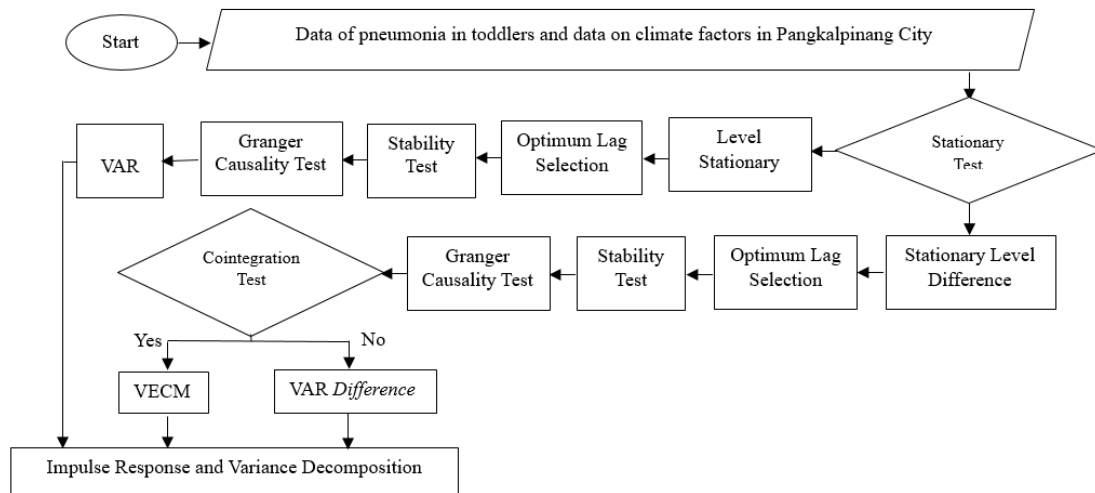 Start
Data of pneumonia in toddlers and data on climate factors in Pangkalpinang City
Stationary
Test
Level
Stationary
Optimum Lag
Selection
Stability
Test
Granger
Causality Test
VAR
Stationary Level
Difference
Optimum Lag
Selection
Stability
Test
Granger
Causality Test
Cointegration
Test
Yes
No
VECM
VAR Difference
Impulse Response and Variance Decomposition